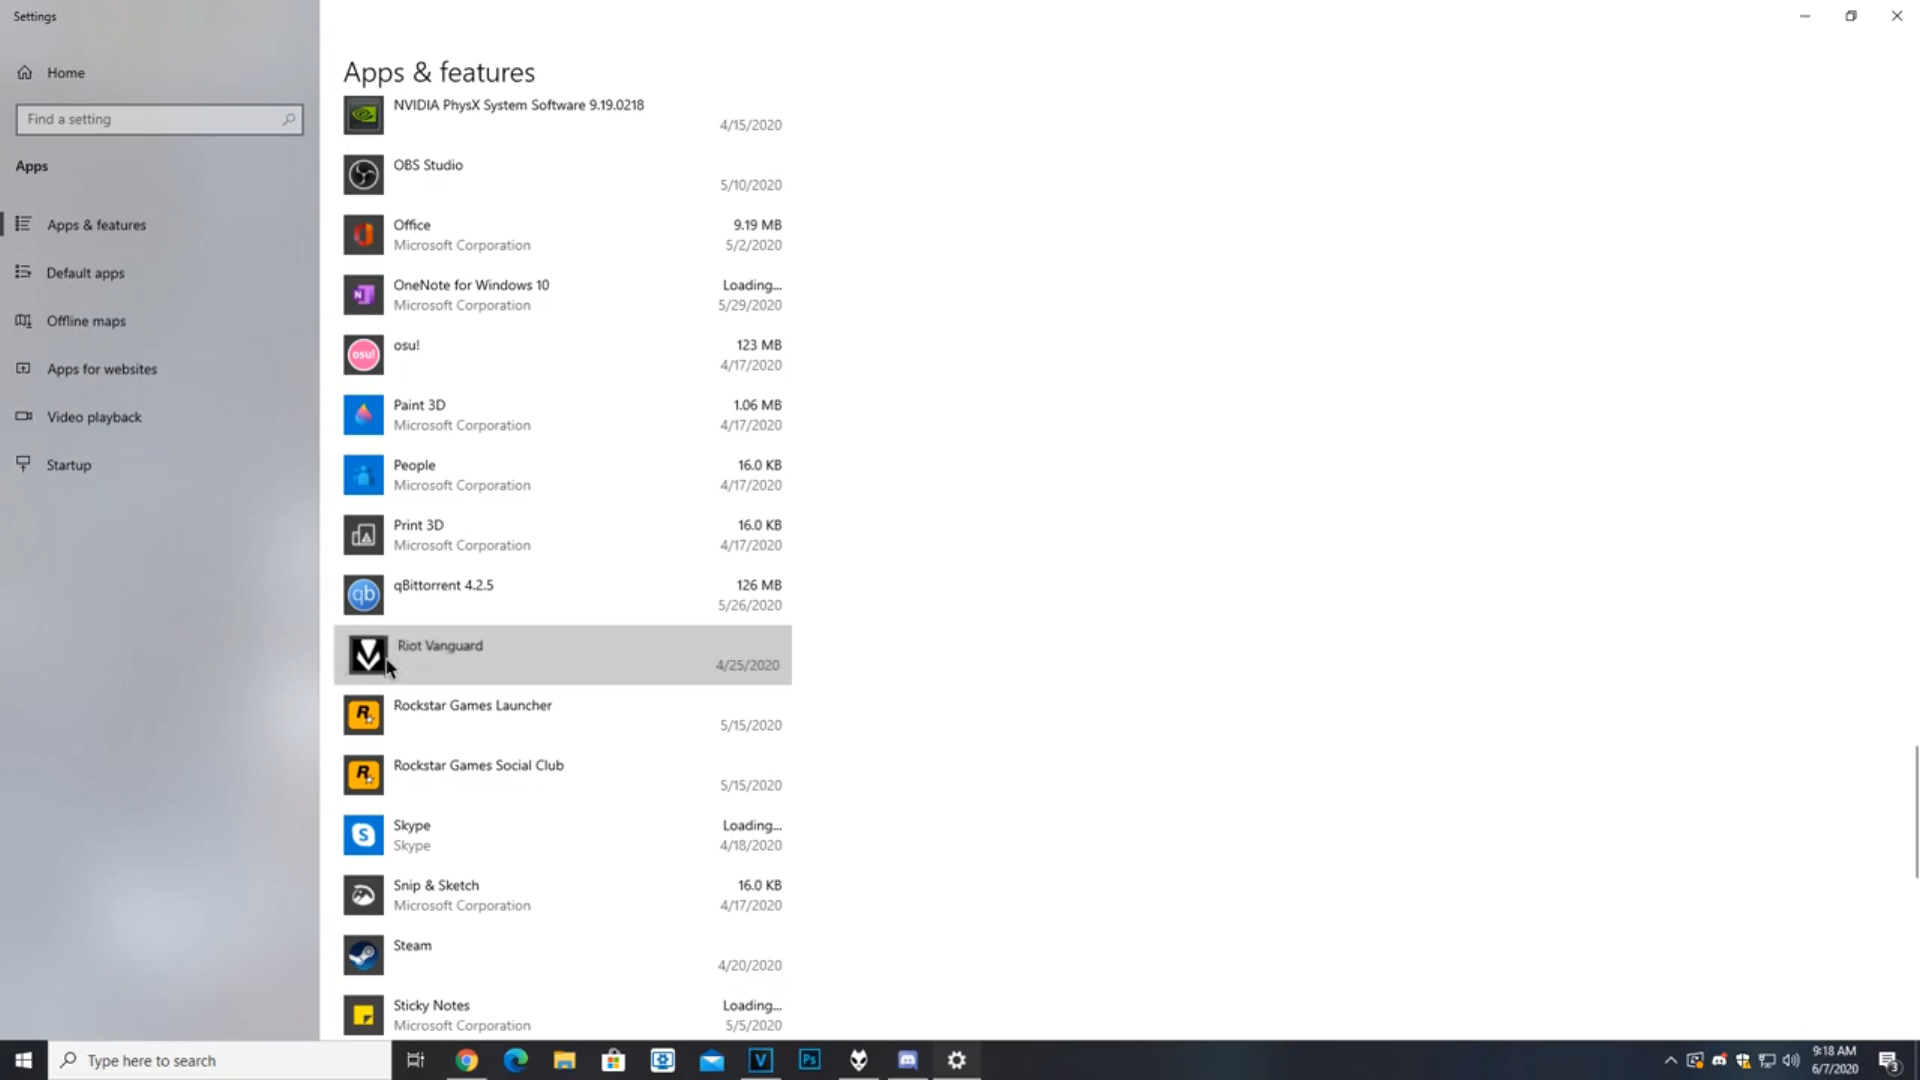 Settings
Home
Find a setting
Apps
Apps & features
Default apps
Offline maps
Apps for websites
Video playback
Startup
Apps & features
NVIDIA PhysX System Software 9.19.0218
4/15/2020
OBS Studio
5/10/2020
Office 9.19 MB
Microsoft Corporation 5/2/2020
OneNote for Windows 10 Loading...
Microsoft Corporation 5/29/2020
osu! 123 MB
osu!
4/17/2020
Paint 3D 1.06 MB
Microsoft Corporation 4/17/2020
People 16.0 KB
Microsoft Corporation 4/17/2020
Print 3D 16.0 KB
Microsoft Corporation 4/17/2020
qBittorrent 4.2.5 126 MB
qb
5/26/2020
Riot Vanguard
4/25/2020
Rockstar Games Launcher
R
5/15/2020
Rockstar Games Social Club
R
5/15/2020
Skype Loading...
S
Skype 4/18/2020
Snip & Sketch 16.0 KB
Microsoft Corporation 4/17/2020
Steam
4/20/2020
Sticky Notes Loading...
Microsoft Corporation 5/5/2020
Type here to search
V
Ps
9:18 AM
6/7/2020
3